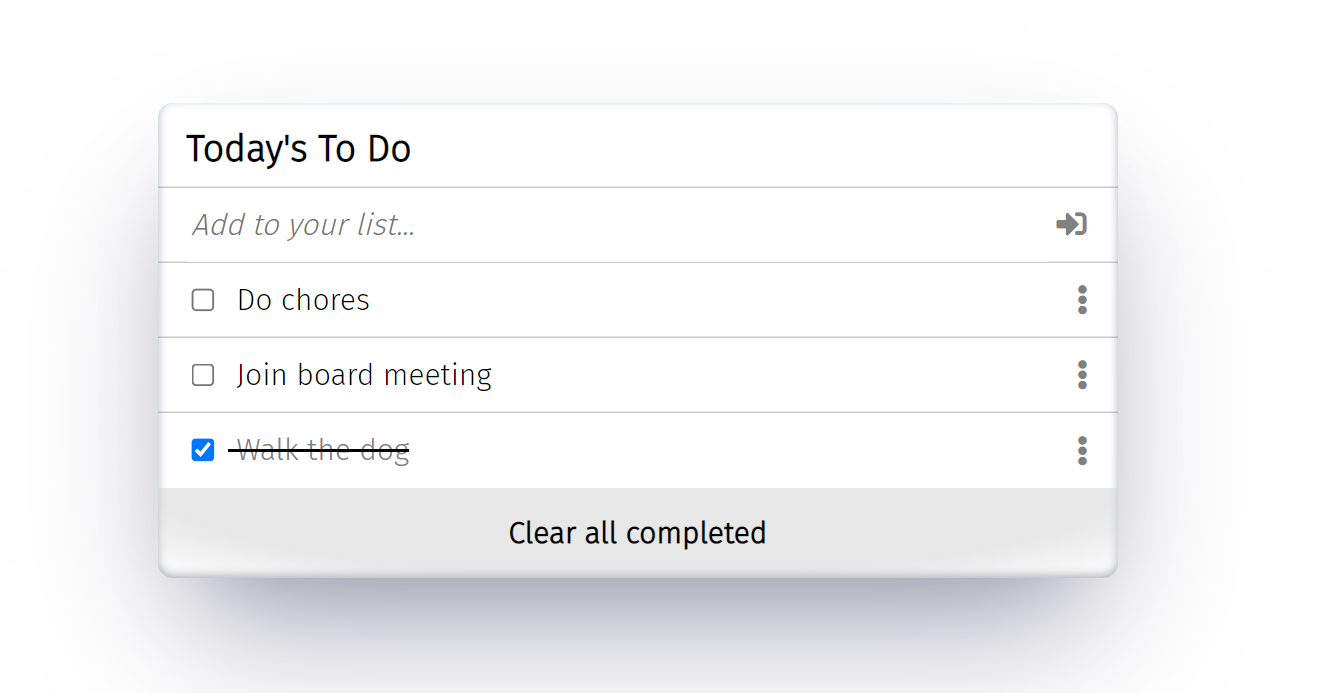 Today's To Do
Add to your list...
Do chores
Join board meeting
Walk the dog
Clear all completed